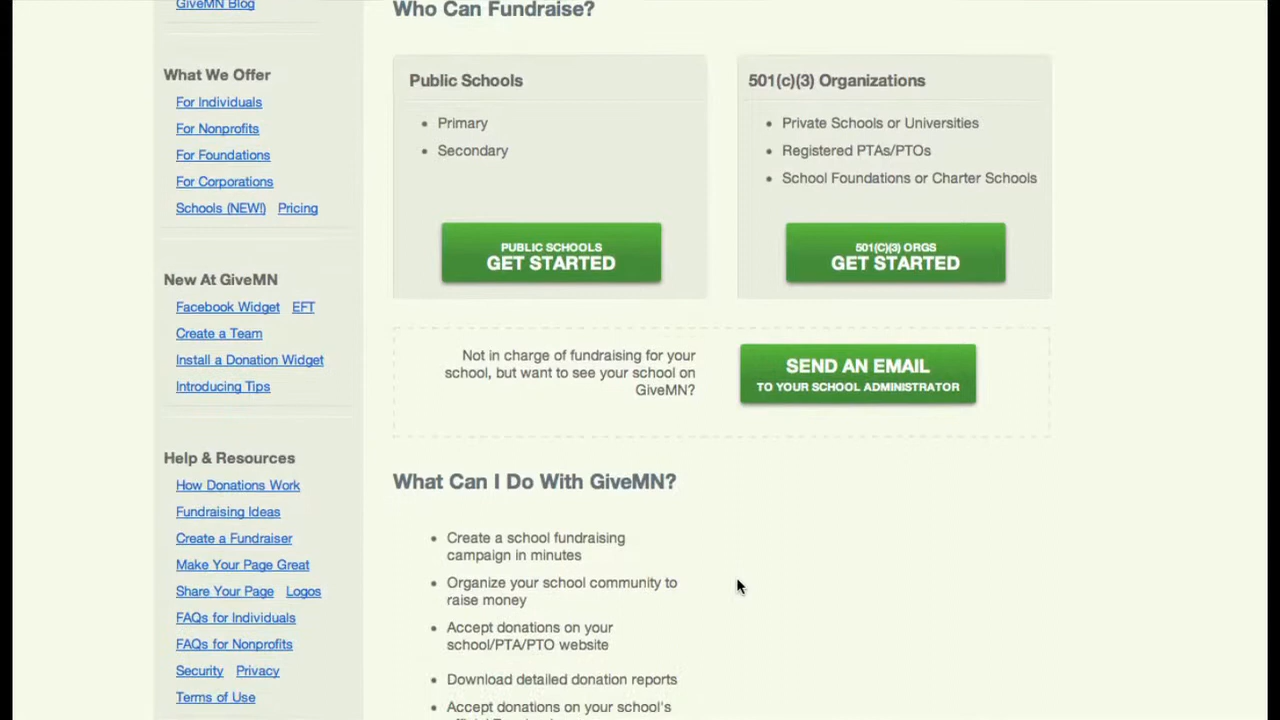 GiveMN Blog
What We Offer
For Individuals
For Nonprofits
For Foundations
For Corporations
Schools (NEW!) Pricing
New At GiveMN
Facebook Widget EFT
Create a Team
Install a Donation Widget
Introducing Tips
Help & Resources
How Donations Work
Fundraising Ideas
Create a Fundraiser
Make Your Page Great
Share Your Page Logos
FAQs for Individuals
FAQs for Nonprofits
Security Privacy
Terms of Use
Who Can Fundraise?
Public Schools
• Primary
• Secondary
PUBLIC SCHOOLS
GET STARTED
501(c)(3) Organizations
• Private Schools or Universities
• Registered PTAs/PTOs
• School Foundations or Charter Schools
501(C)(3) ORGS
GET STARTED
Not in charge of fundraising for your
school, but want to see your school on
GiveMN?
SEND AN EMAIL
TO YOUR SCHOOL ADMINISTRATOR
What Can I Do With GiveMN?
• Create a school fundraising
campaign in minutes
• Organize your school community to
raise money
• Accept donations on your
school/PTA/PTO website
• Download detailed donation reports
• Accept donations on your school's